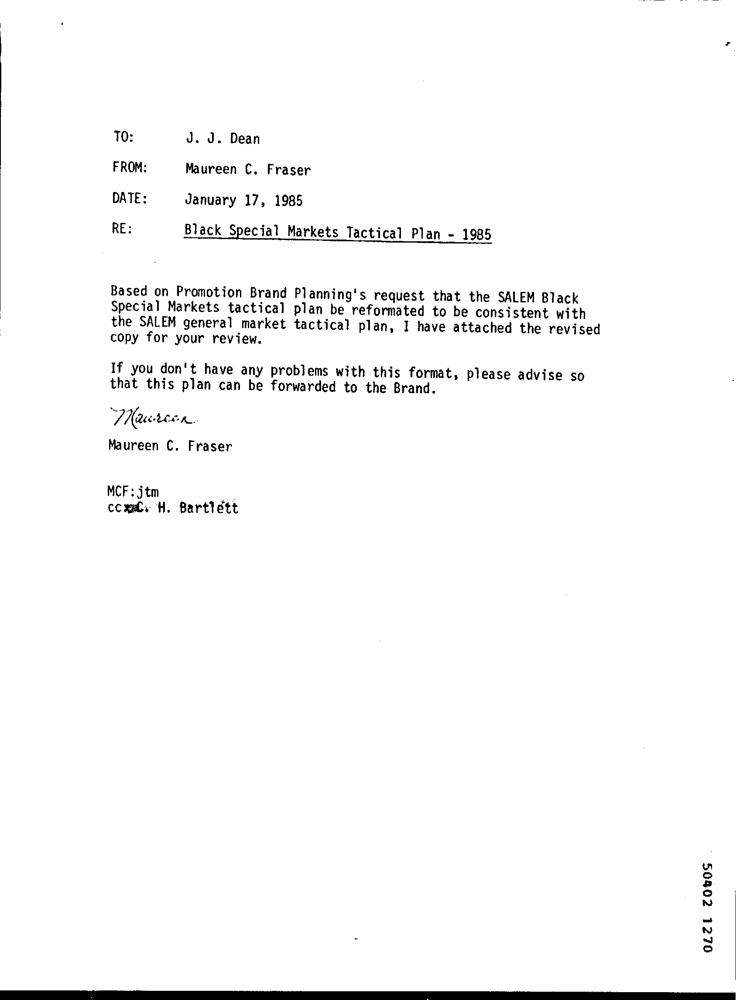 TO: J. J. Dean
FROM: Maureen C. Fraser
DATE: January 17, 1985
RE: Black Special Markets Tactical Plan - 1985
Based on Promotion Brand Planning's request that the SALEM Black
Special Markets tactical plan be reformated to be consistent with
the SALEM general market tactical plan, I have attached the revised
copy for your review.
If you don't have any problems with this format, please advise so
that this plan can be forwarded to the Brand.
Maureen
Maureen C. Fraser
MCF:jtm
cc: C. H. Bartlett
50402 1270